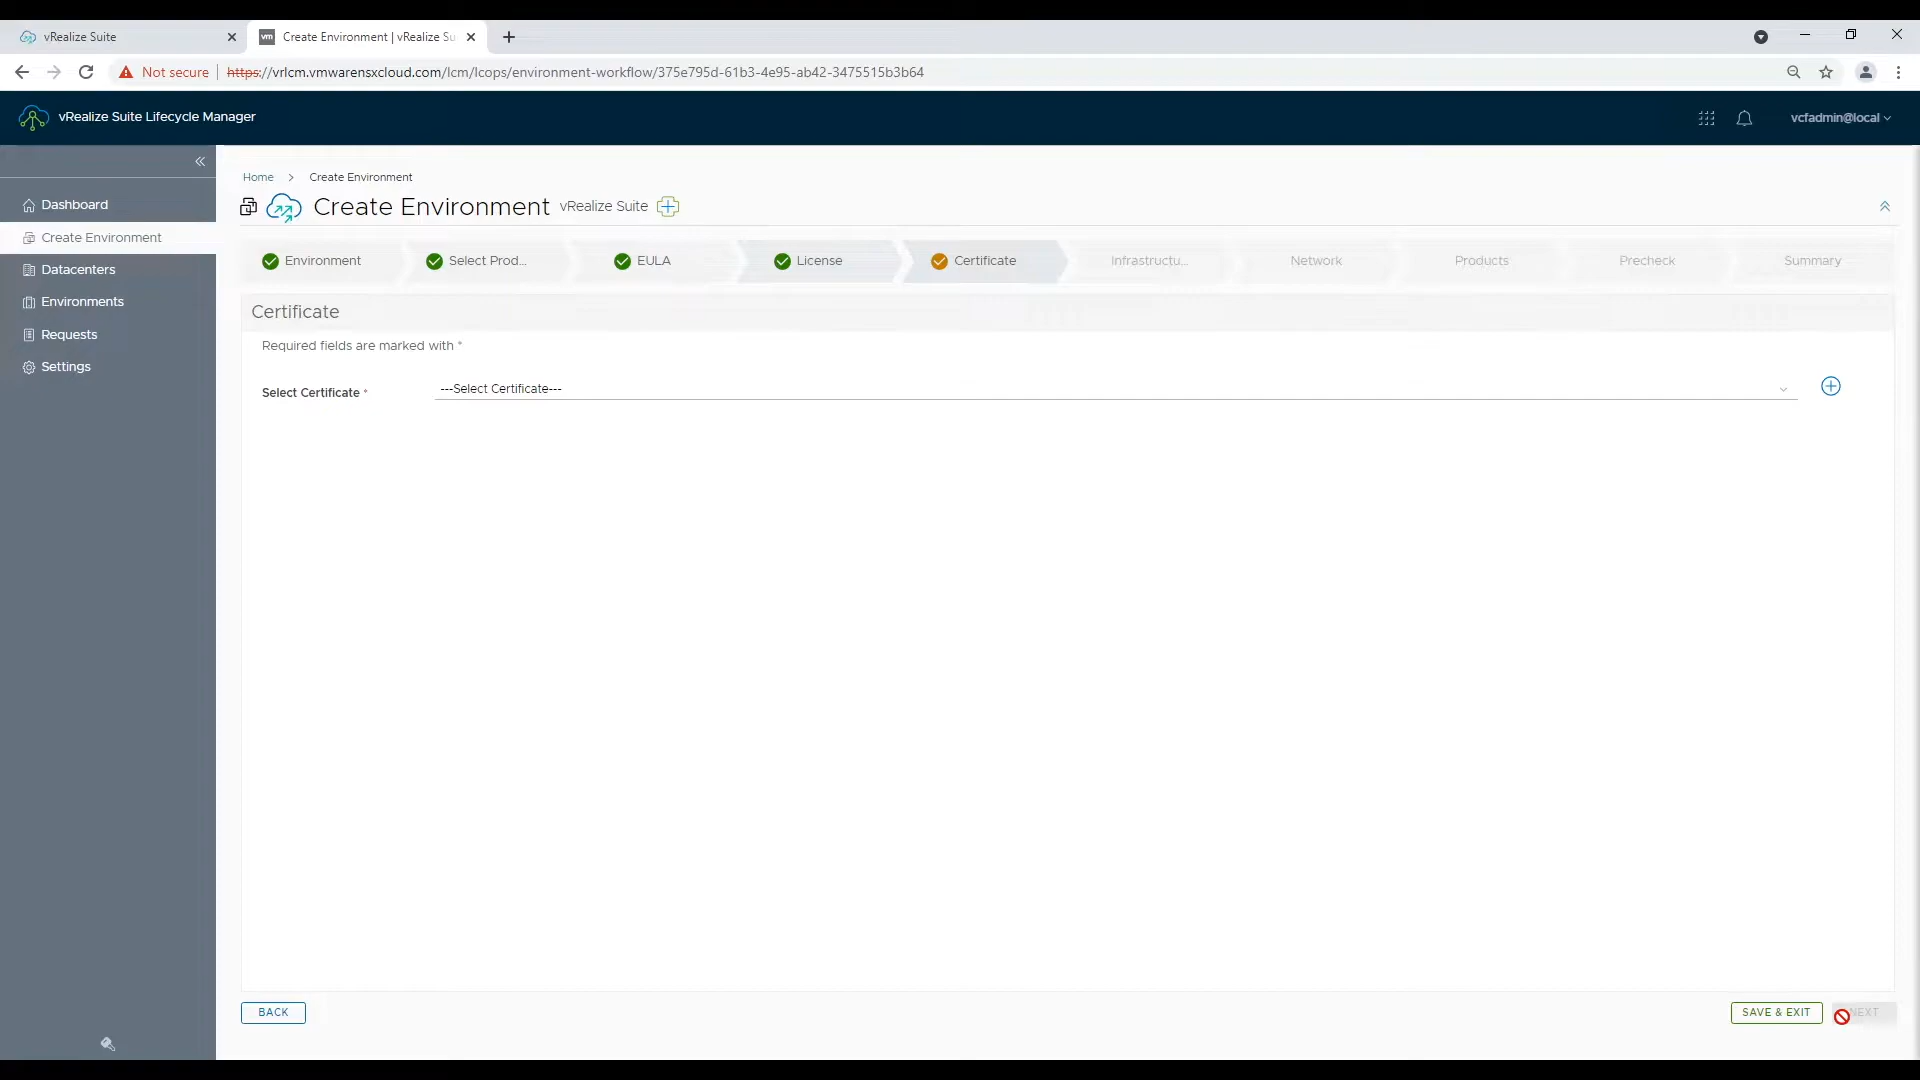 vRealize Suite
vm Create Environment | vRealize Su
Not secure https://vrlcm.vmwarensxcloud.com/lcm/lcops/environment-workflow/375e795d-61b3-4e95-ab42-3475515b3b64
vRealize Suite Lifecycle Manager
vcfadmin@local
Dashboard
Create Environment
Datacenters
Environments
Requests
Settings
Home > Create Environment
Create Environment vRealize Suite
Environment
Select Prod...
EULA
License
Certificate
Infrastructu...
Network
Products
Precheck
Summary
Certificate
Required fields are marked with *
Select Certificate * ---Select Certificate---
BACK
SAVE & EXIT
NEXT